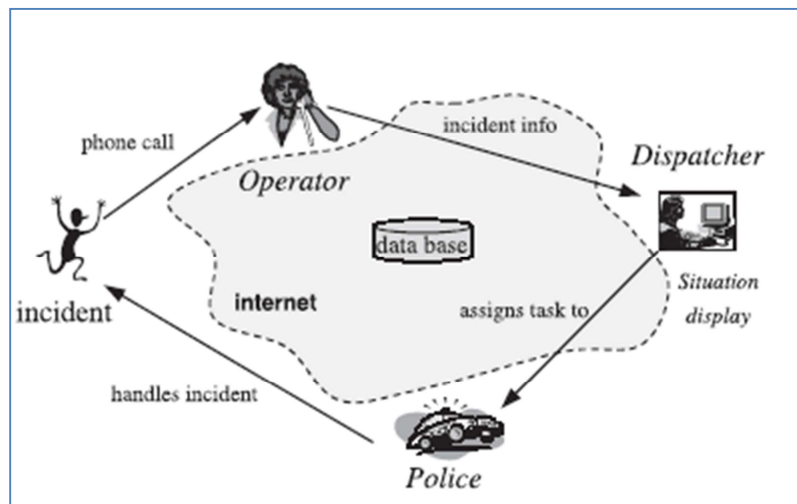 phone call
Operator
incident info
Dispatcher
data base
incident
internet
Situation
display
assigns task to
handles incident
Police